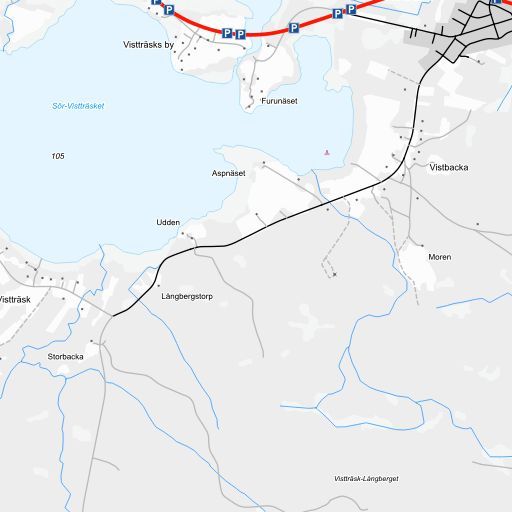 P
P
P
P
P
P
P
P
Vistträsks by
Furunäset
Sör-Vistträsket
105
Aspnäset
Vistbacka
Udden
Moren
Långbergstorp
Vistträsk
Storbacka
Vistträsk-Långberget